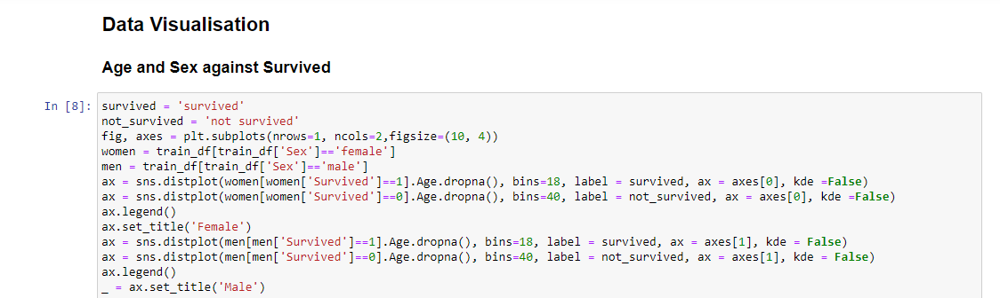 Data Visualisation
Age and Sex against Survived
In [8]: survived = 'survived'
not_survived = 'not survived'
fig, axes = plt.subplots(nrows=1, ncols=2,figsize=(10, 4))
women = train_df[train_df['Sex']=='female']
men = train_df[train_df['Sex']=='male']
ax = sns.distplot(women[women['Survived']==1].Age.dropna(), bins=18, label = survived, ax = axes[0], kde =False)
ax = sns.distplot(women[women['Survived']==0].Age.dropna(), bins=40, label = not_survived, ax = axes[0], kde =False)
ax.legend()
ax.set_title('Female')
ax = sns.distplot(men[men['Survived']==1].Age.dropna(), bins=18, label = survived, ax = axes[1], kde = False)
ax = sns.distplot(men[men['Survived']==0].Age.dropna(), bins=40, label = not_survived, ax = axes[1], kde = False)
ax.legend()
_ = ax.set_title('Male')